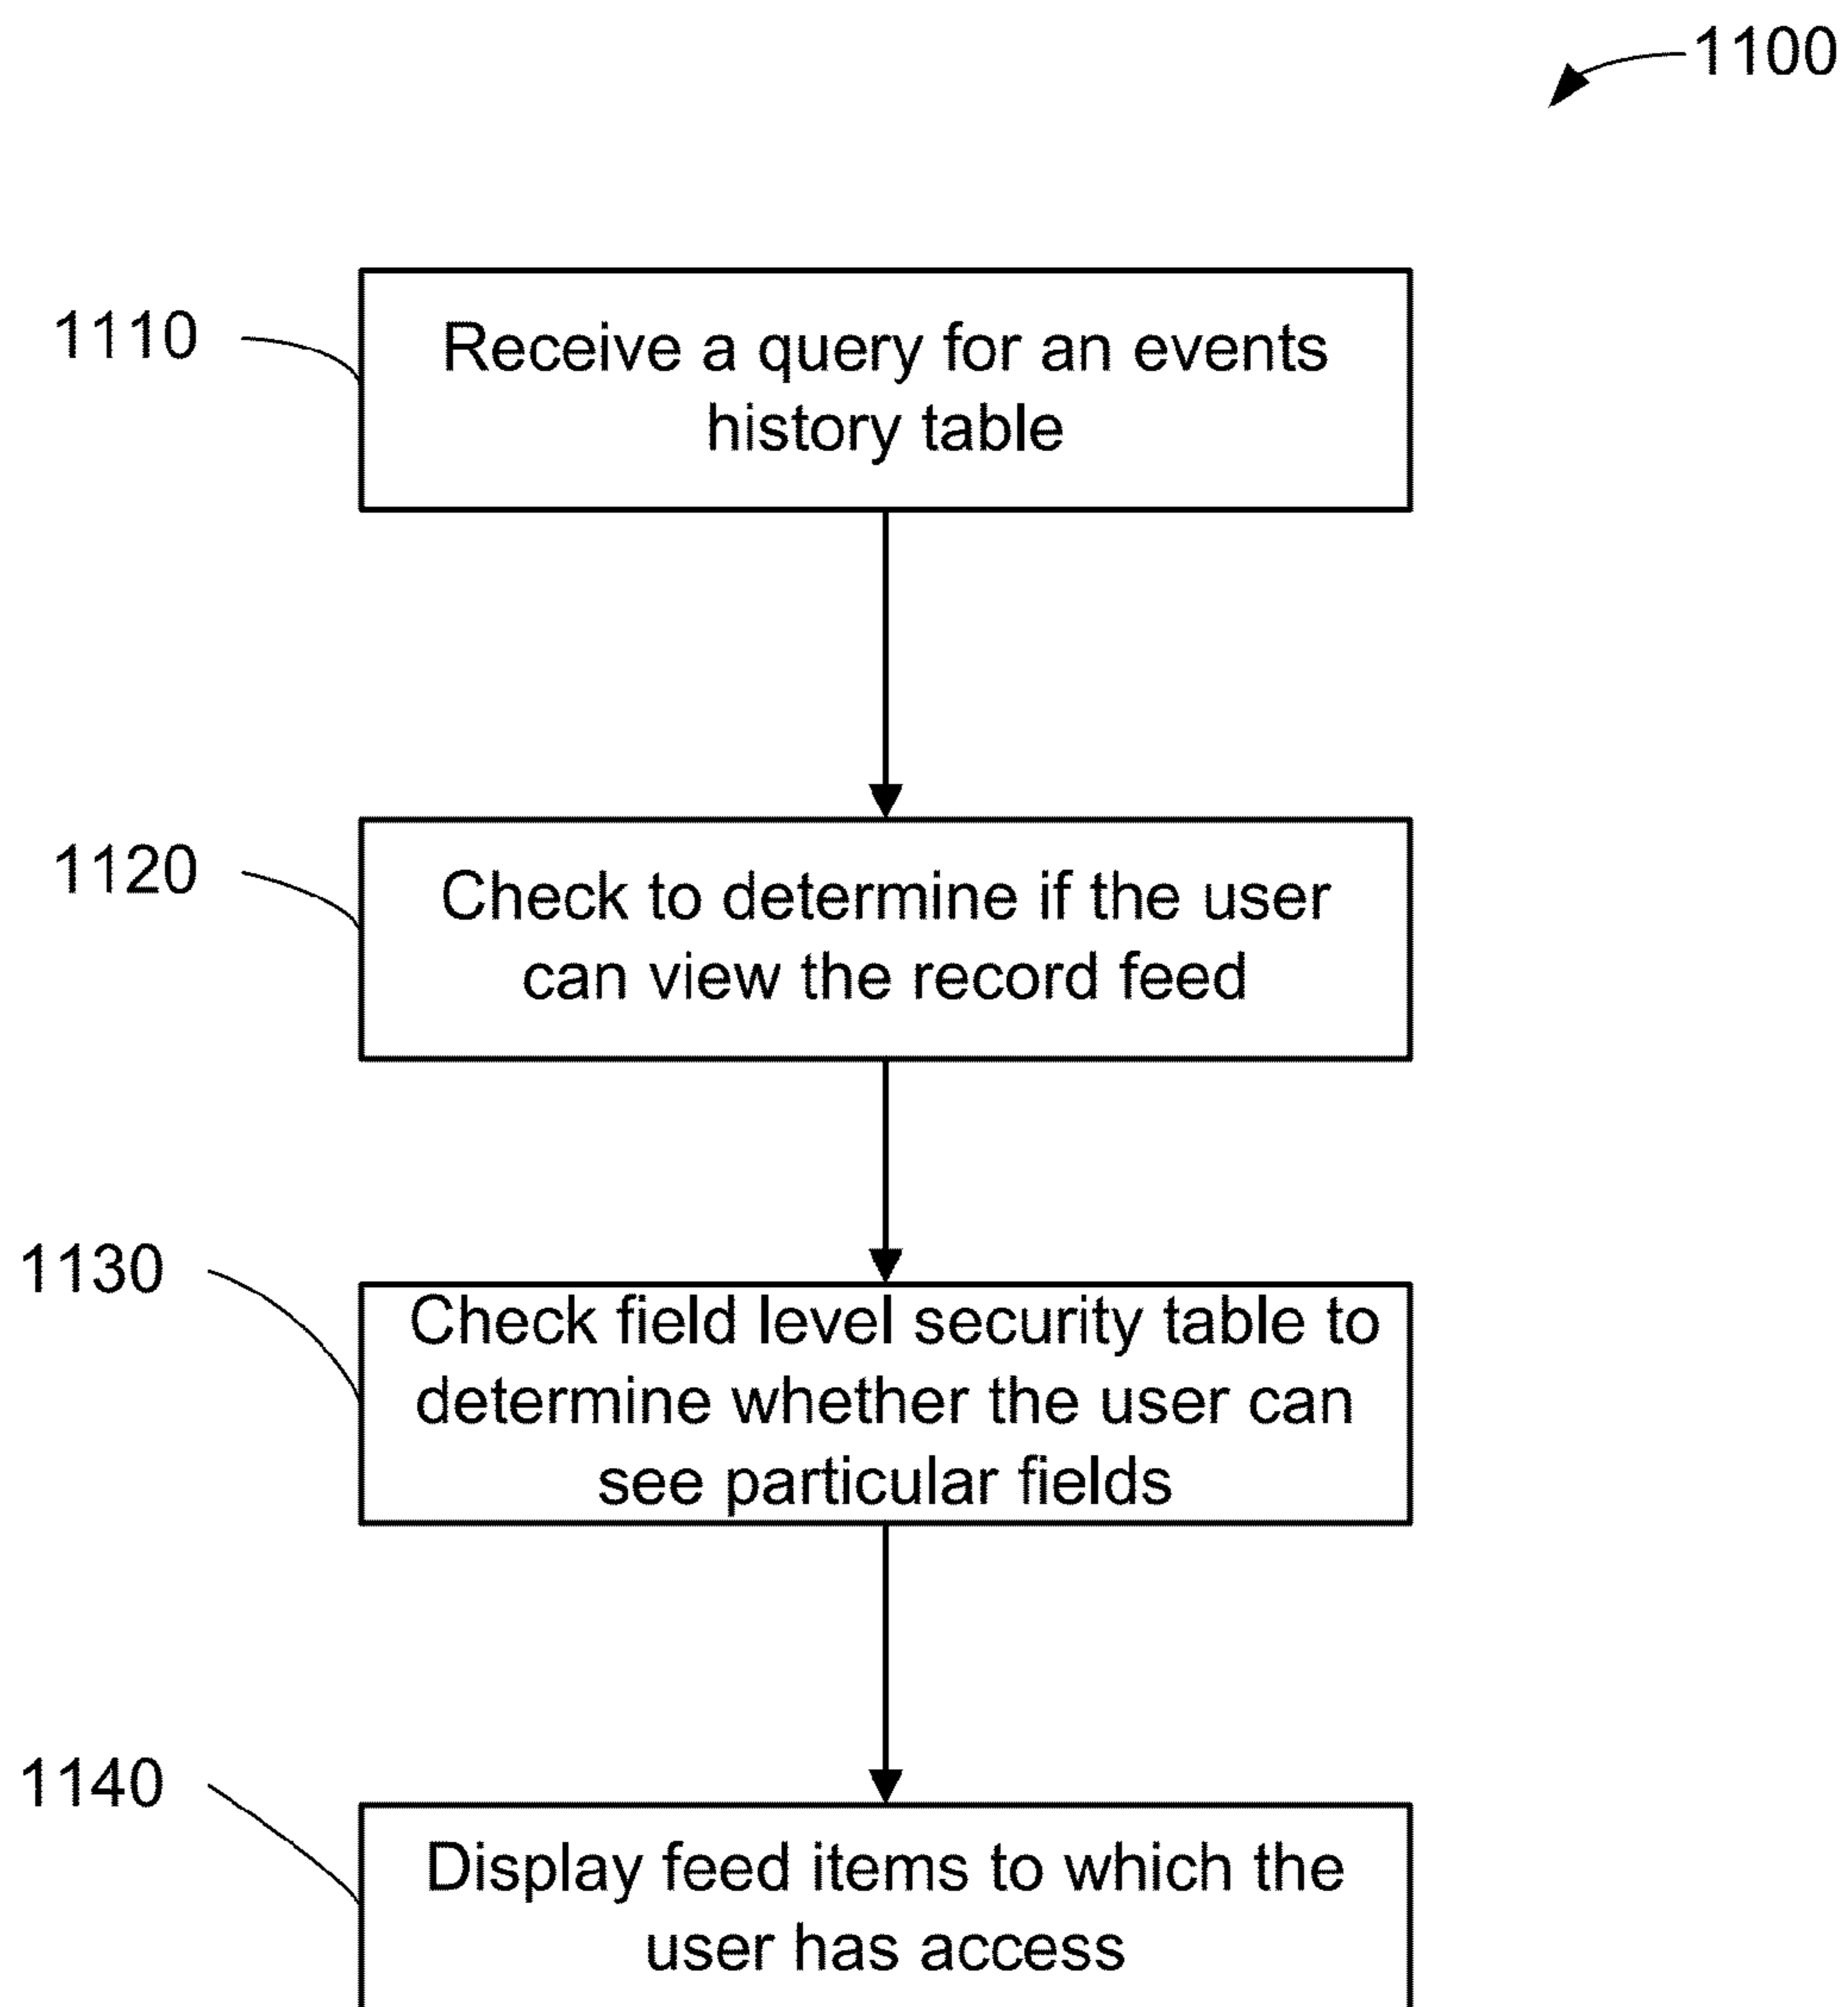 1100
1110
Receive a query for an events
history table
1120
Check to determine if the user
can view the record feed
1130
Check field level security table to
determine whether the user can
see particular fields
1140
Display feed items to which the
user has access